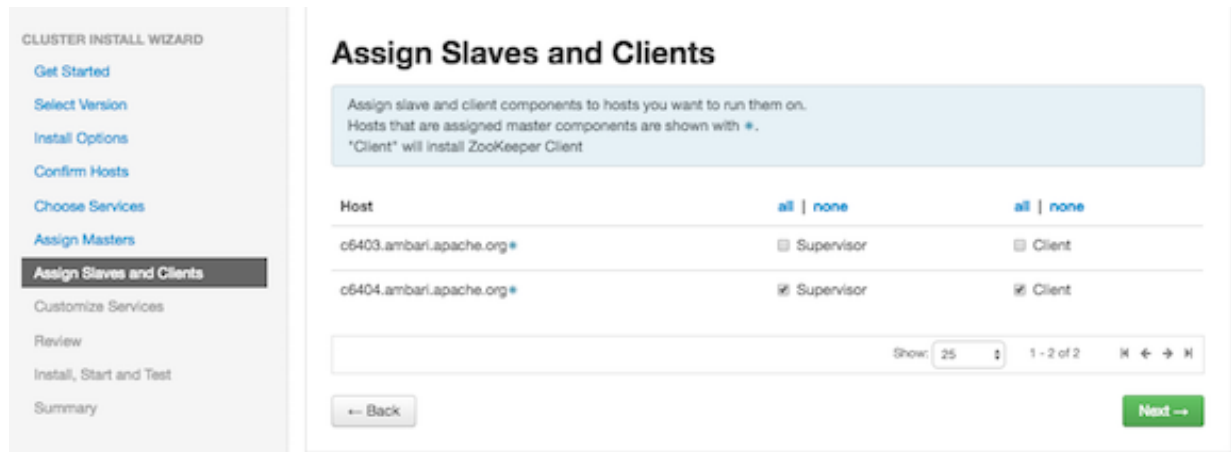 CLUSTER INSTALL WIZARD
Get Started
Select Version
Install Options
Confirm Hosts
Choose Services
Assign Masters
Assign Slaves and Clients
Customize Services
Review
Install, Start and Test
Summary
Assign Slaves and Clients
Assign slave and client components to hosts you want to run them on.
Hosts that are assigned master components are shown with *.
"Client" will install ZooKeeper Client
Host all | none all | none
c6403.ambari.apache.org* Supervisor Client
c6404.ambari.apache.org* Supervisor Client
Show: 25 1 - 2 of 2
← Back Next →